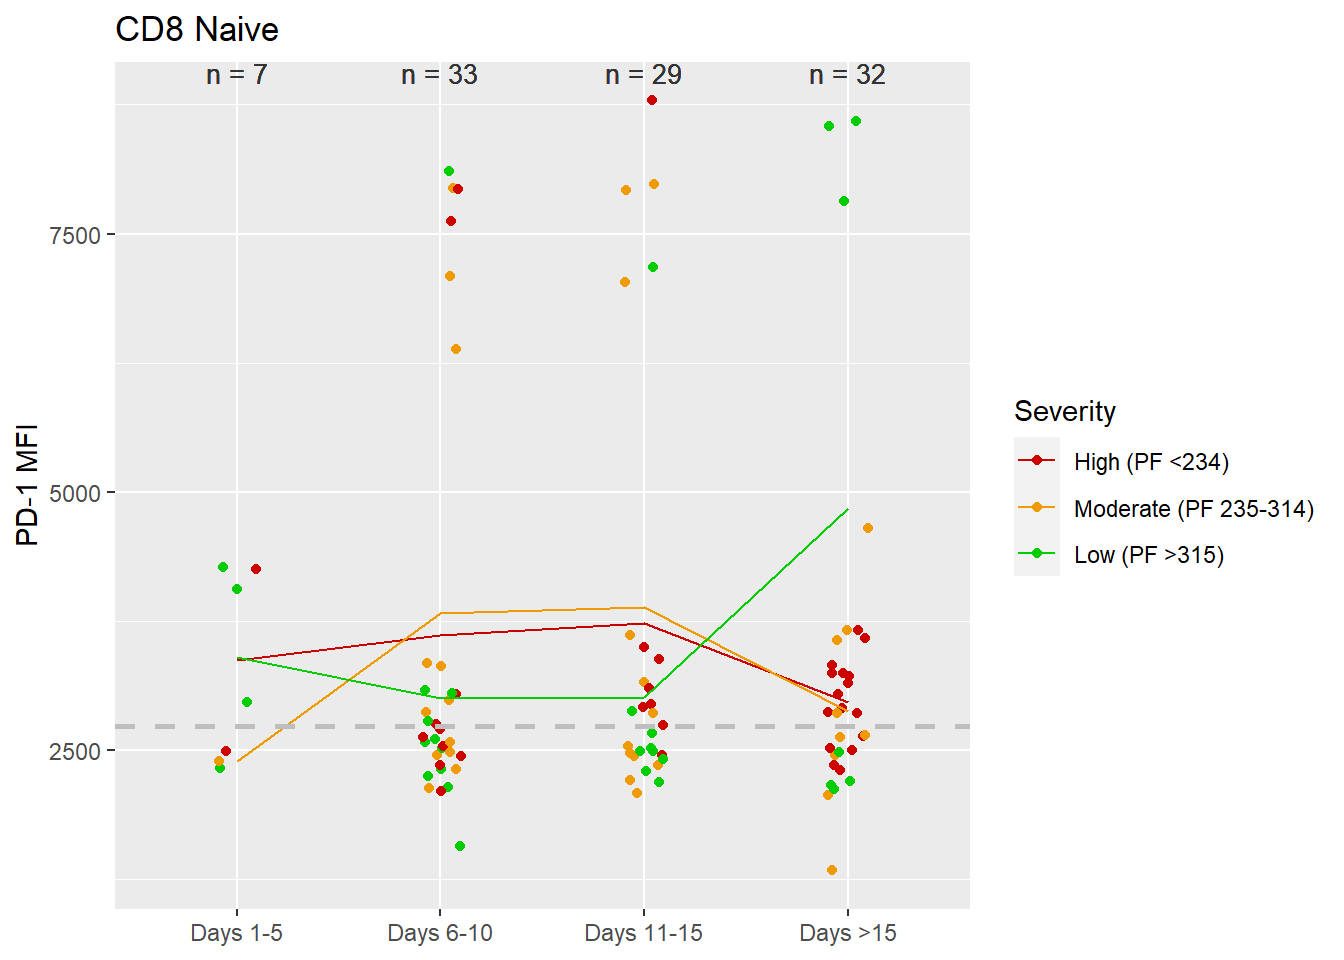 CD8 Naive
n = 7
n = 33
n = 29
n = 32
7500
5000
2500
PD-1 MFI
Days 1-5
Days 6-10
Days 11-15
Days >15
Severity
High (PF <234)
Moderate (PF 235-314)
Low (PF >315)